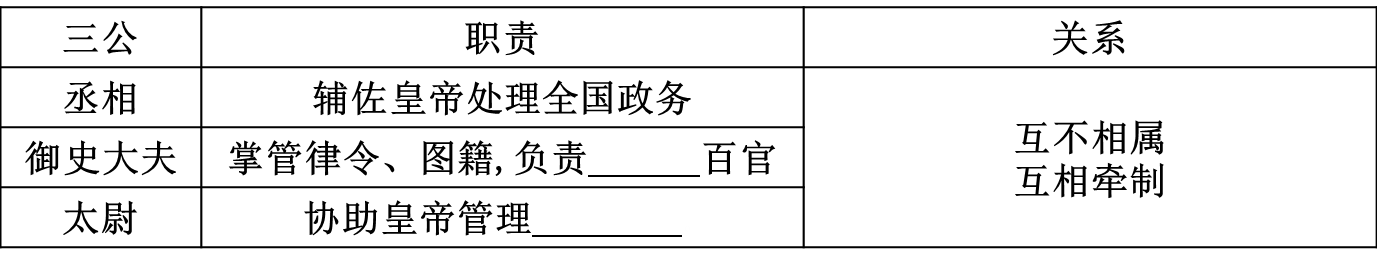 三公 职责 关系
丞相 辅佐皇帝处理全国政务
御史大夫 掌管律令、图籍,负责______百官
太尉 协助皇帝管理________
互不相属
互相牵制